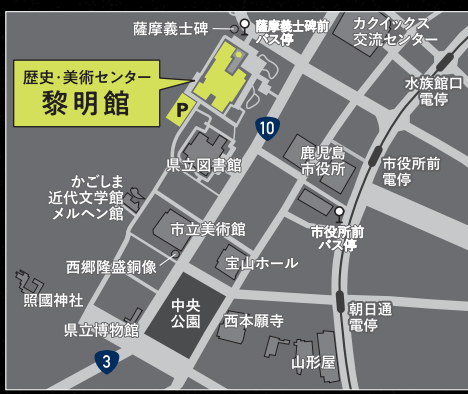 薩摩義士碑
薩摩義士碑前
バス停
カクイックス
交流センター
水族館口
電停
歴史・美術センター
黎明館
P
10
鹿児島
市役所
市役所前
電停
県立図書館
かごしま
近代文学館
メルヘン館
市役所前
バス停
市立美術館
西郷隆盛銅像
宝山ホール
照國神社
中央
公園
朝日通
電停
県立博物館
西本願寺
山形屋
3